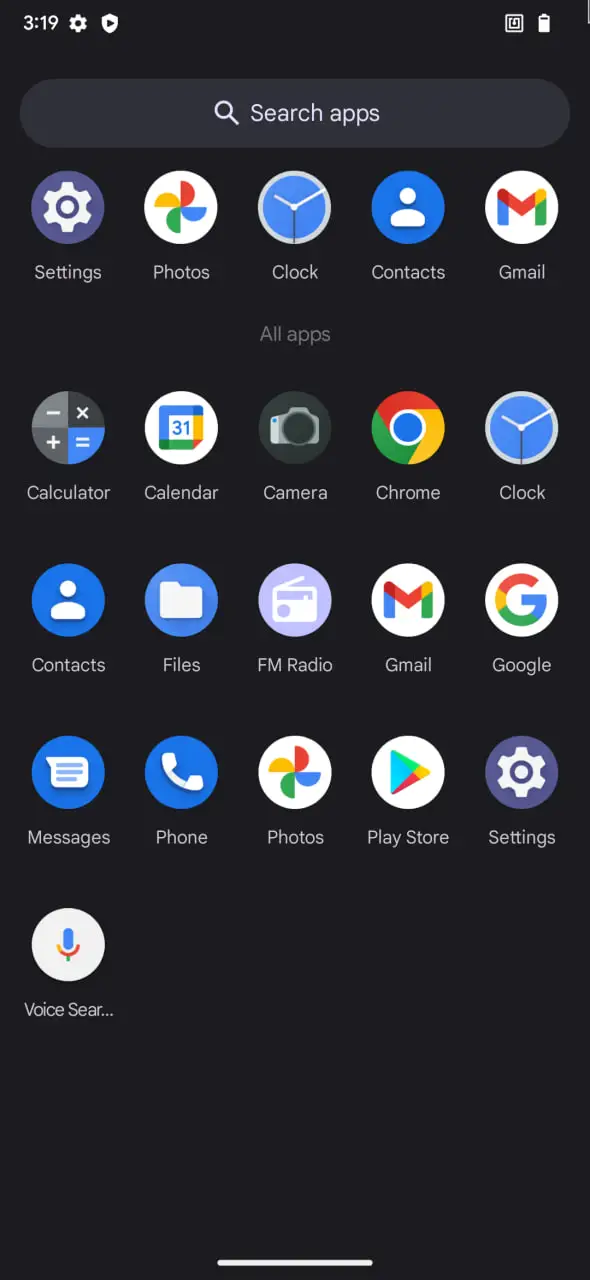 3:19
Search apps
Settings Photos Clock Contacts Gmail
All apps
31
Calculator Calendar Camera Chrome Clock
Contacts Files FM Radio Gmail Google
Messages Phone Photos Play Store Settings
Voice Sear...